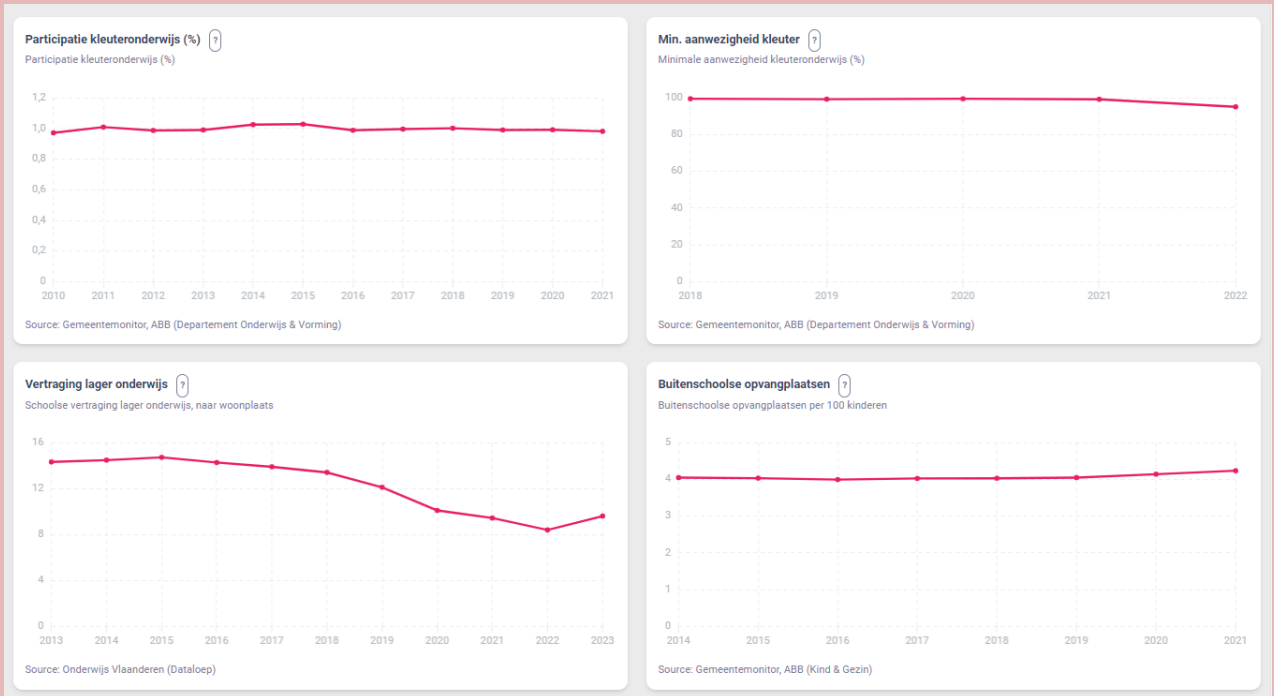 Participatie kleuteronderwijs (%) ?
Participatie kleuteronderwijs (%)
1,2
1,0
0,8
0,6
0,4
0,2
0
2010 2011 2012 2013 2014 2015 2016 2017 2018 2019 2020 2021
Source: Gemeentemonitor, ABB (Departement Onderwijs & Vorming)
Min. aanwezigheid kleuter ?
Minimale aanwezigheid kleuteronderwijs (%)
100
80
60
40
20
0
2018 2019 2020 2021 2022
Source: Gemeentemonitor, ABB (Departement Onderwijs & Vorming)
Vertraging lager onderwijs ?
Schoolse vertraging lager onderwijs, naar woonplaats
16
12
8
4
0
2013 2014 2015 2016 2017 2018 2019 2020 2021 2022 2023
Source: Onderwijs Vlaanderen (Dataloep)
Buitenschoolse opvangplaatsen ?
Buitenschoolse opvangplaatsen per 100 kinderen
5
4
3
2
1
0
2014 2015 2016 2017 2018 2019 2020 2021
Source: Gemeentemonitor, ABB (Kind & Gezin)